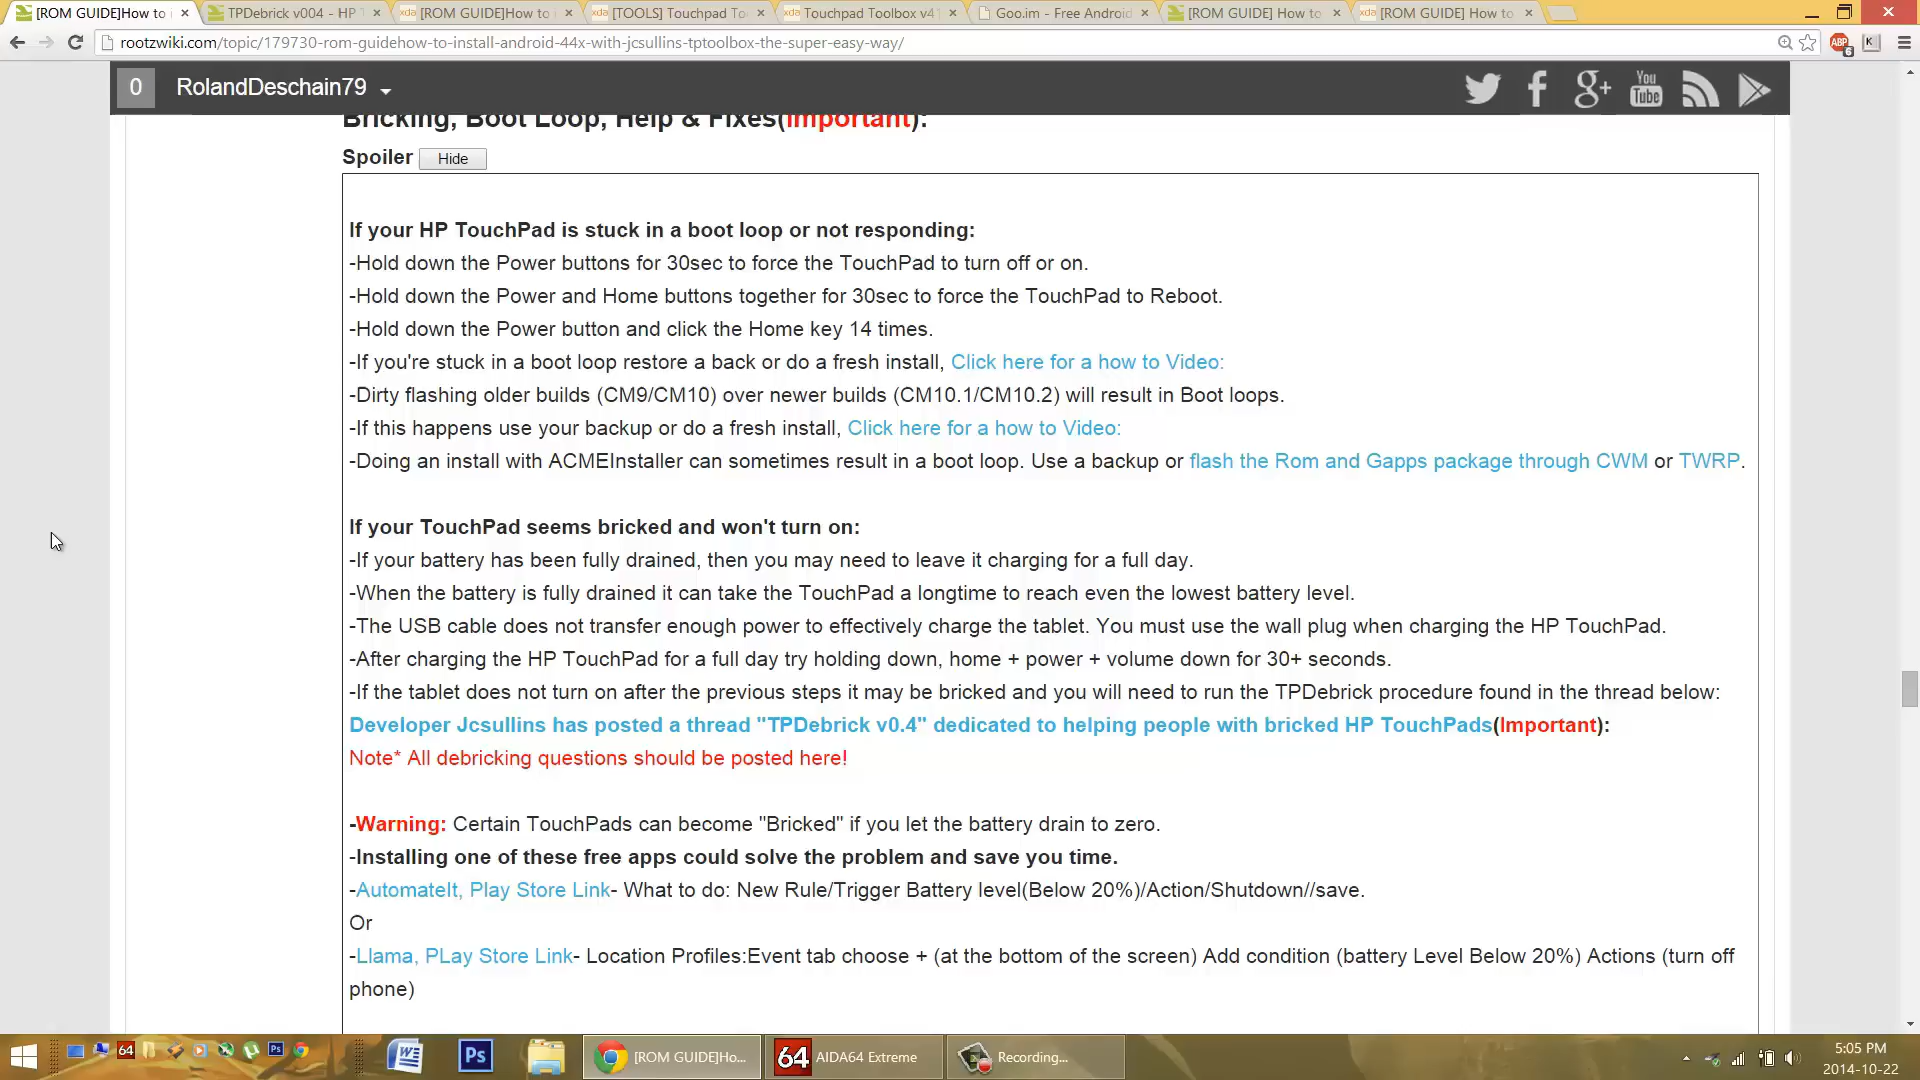 [ROM GUIDE]How to i
TPDebrick v004 - HP T
[ROM GUIDE]How to
[TOOLS] Touchpad To
Touchpad Toolbox v41
Goo.im - Free Android
[ROM GUIDE] How to
[ROM GUIDE] How to
rootzwiki.com/topic/179730-rom-guidehow-to-install-android-44x-with-jcsullins-tptoolbox-the-super-easy-way/
ABP
6
K
0 RolandDeschain79
You Tube
Bricking, Boot Loop, Help & Fixes(Important):
Spoiler Hide
If your HP TouchPad is stuck in a boot loop or not responding:
-Hold down the Power buttons for 30sec to force the TouchPad to turn off or on.
-Hold down the Power and Home buttons together for 30sec to force the TouchPad to Reboot.
-Hold down the Power button and click the Home key 14 times.
-If you're stuck in a boot loop restore a back or do a fresh install, Click here for a how to Video:
-Dirty flashing older builds (CM9/CM10) over newer builds (CM10.1/CM10.2) will result in Boot loops.
-If this happens use your backup or do a fresh install, Click here for a how to Video:
-Doing an install with ACMEInstaller can sometimes result in a boot loop. Use a backup or flash the Rom and Gapps package through CWM or TWRP.
If your TouchPad seems bricked and won't turn on:
-If your battery has been fully drained, then you may need to leave it charging for a full day.
-When the battery is fully drained it can take the TouchPad a longtime to reach even the lowest battery level.
-The USB cable does not transfer enough power to effectively charge the tablet. You must use the wall plug when charging the HP TouchPad.
-After charging the HP TouchPad for a full day try holding down, home + power + volume down for 30+ seconds.
-If the tablet does not turn on after the previous steps it may be bricked and you will need to run the TPDebrick procedure found in the thread below:
Developer Jcsullins has posted a thread "TPDebrick v0.4" dedicated to helping people with bricked HP TouchPads(Important):
Note* All debricking questions should be posted here!
-Warning: Certain TouchPads can become "Bricked" if you let the battery drain to zero.
-Installing one of these free apps could solve the problem and save you time.
-AutomateIt, Play Store Link- What to do: New Rule/Trigger Battery level(Below 20%)/Action/Shutdown//save.
Or
-Llama, PLay Store Link- Location Profiles:Event tab choose + (at the bottom of the screen) Add condition (battery Level Below 20%) Actions (turn off
phone)
64
Ps
Ps
[ROM GUIDE]Ho...
64 AIDA64 Extreme
Recording...
5:05 PM
2014-10-22